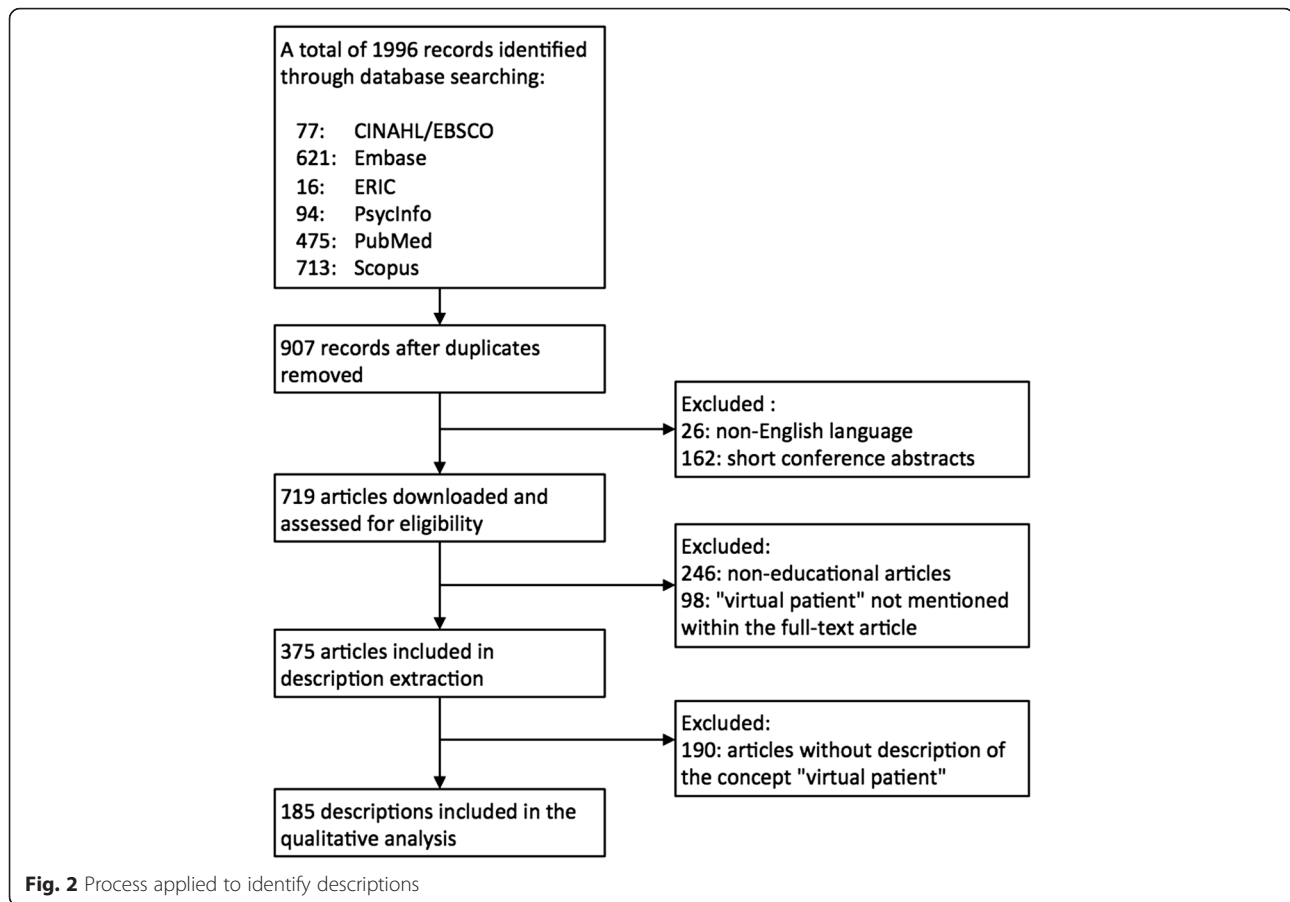 A total of 1996 records identified
through database searching:
77: CINAHL/EBSCO
621: Embase
16: ERIC
94: PsycInfo
475: PubMed
713: Scopus
907 records after duplicates
removed
Excluded :
26: non-English language
162: short conference abstracts
719 articles downloaded and
assessed for eligibility
Excluded:
246: non-educational articles
98: "virtual patient" not mentioned
within the full-text article
375 articles included in
description extraction
Excluded:
190: articles without description of
the concept "virtual patient"
185 descriptions included in the
qualitative analysis
Fig. 2 Process applied to identify descriptions